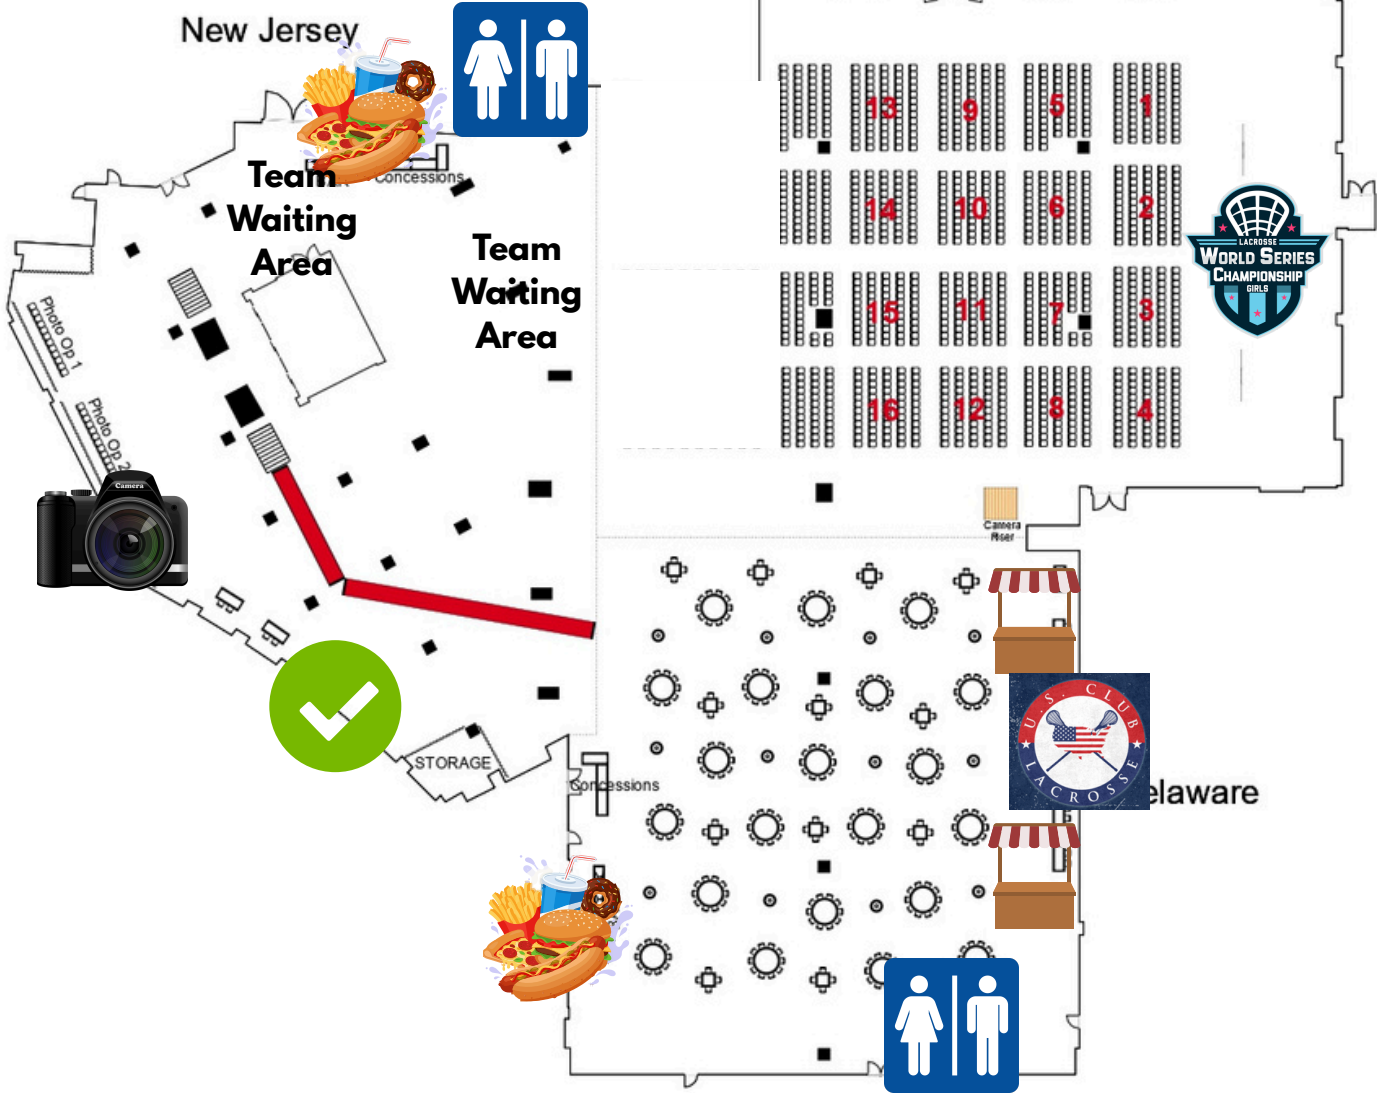 New Jersey
Concessions
Team
Waiting
Area
Team
Waiting
Area
Photo Op 1
Photo Op 2
Camera
13
9
5
1
14
10
6
2
15
11
7
3
16
12
8
4
LACROSSE
WORLD SERIES
CHAMPIONSHIP
GIRLS
Camera
Riser
STORAGE
Concessions
U.S. CLUB
LACROSSE
elaware